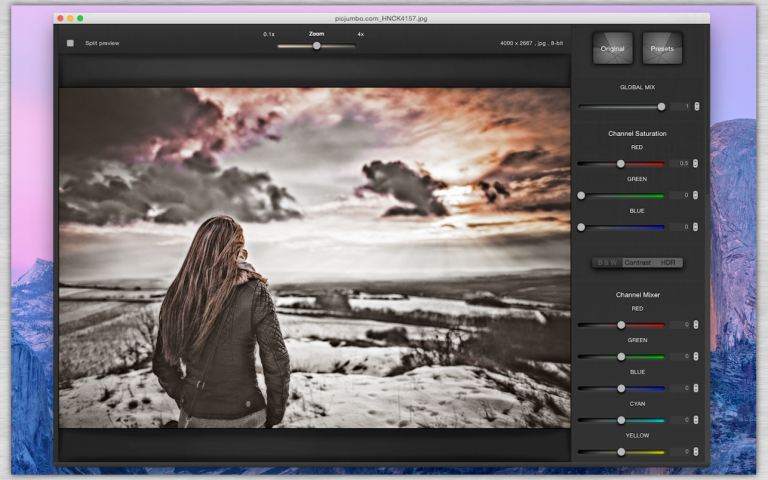 picjumbo.com_HNCK4157.jpg
0.1x Zoom 4x
Split preview
4000 x 2667 , jpg , 8-bit
Original Presets
GLOBAL MIX
1
Channel Saturation
RED
0,5
GREEN
0
BLUE
0
B & W Contrast HDR
Channel Mixer
RED
0
GREEN
0
BLUE
0
CYAN
0
YELLOW
0